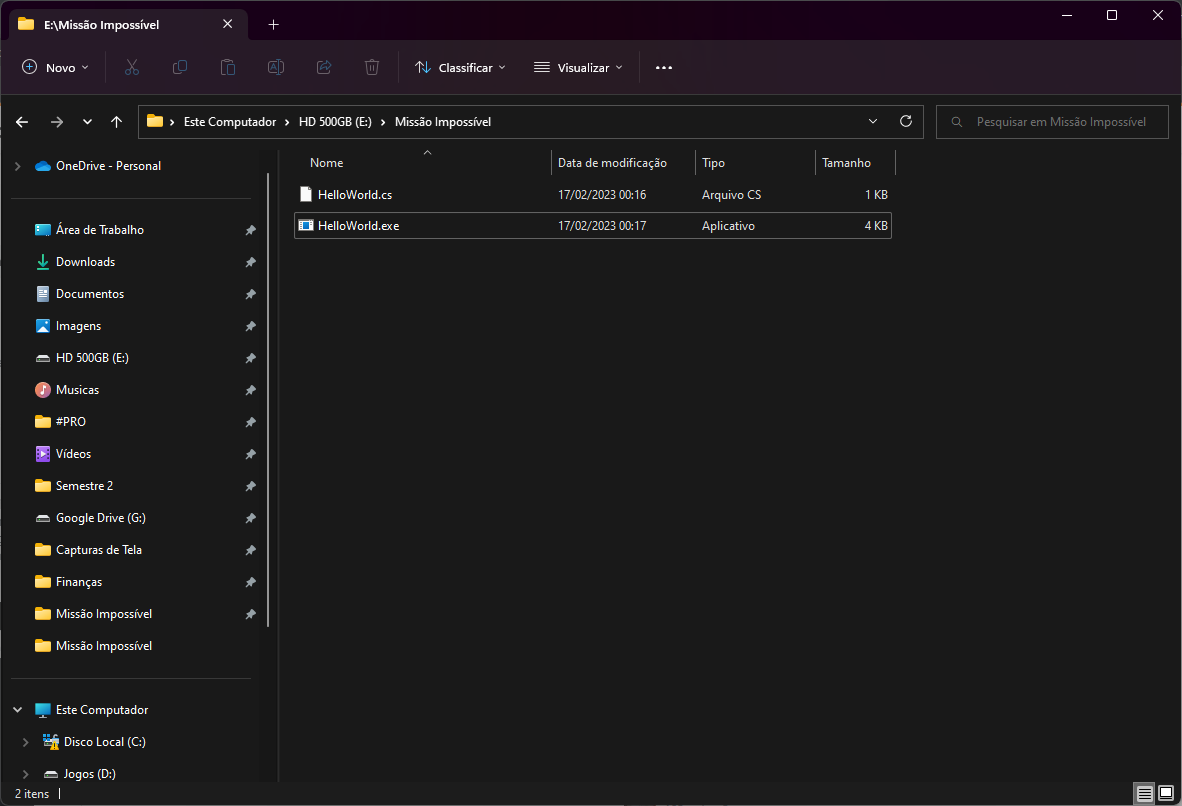 E:\Missão Impossível
Novo
Classificar
Visualizar
Este Computador > HD 500GB (E:) > Missão Impossível
Pesquisar em Missão Impossível
OneDrive - Personal
Área de Trabalho
Downloads
Documentos
Imagens
HD 500GB (E:)
Musicas
#PRO
Vídeos
Semestre 2
Google Drive (G:)
Capturas de Tela
Finanças
Missão Impossível
Missão Impossível
Este Computador
Disco Local (C:)
Jogos (D:)
Nome Data de modificação Tipo Tamanho
HelloWorld.cs 17/02/2023 00:16 Arquivo CS 1 KB
HelloWorld.exe 17/02/2023 00:17 Aplicativo 4 KB
2 itens